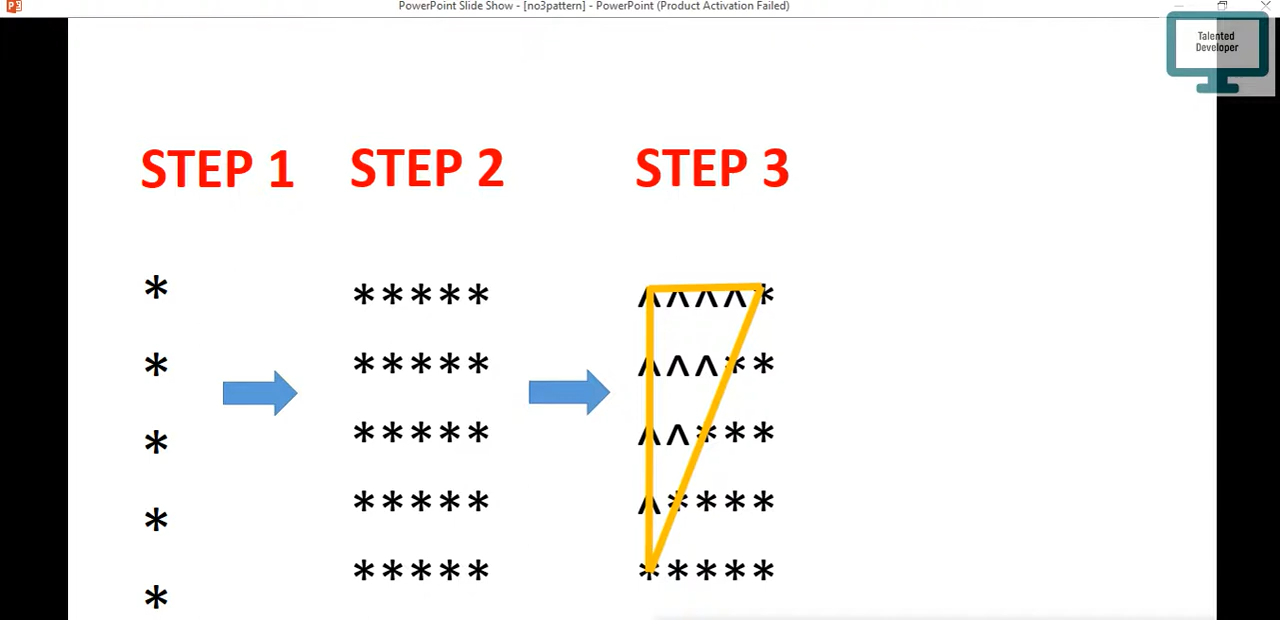 PowerPoint Slide Show - [no3pattern] - PowerPoint (Product Activation Failed)
Talented
Developer
STEP 1 STEP 2 STEP 3
* ***** ^^^^*
* ***** ^^^**
* ***** ^^***
* ***** ^****
* ***** *****